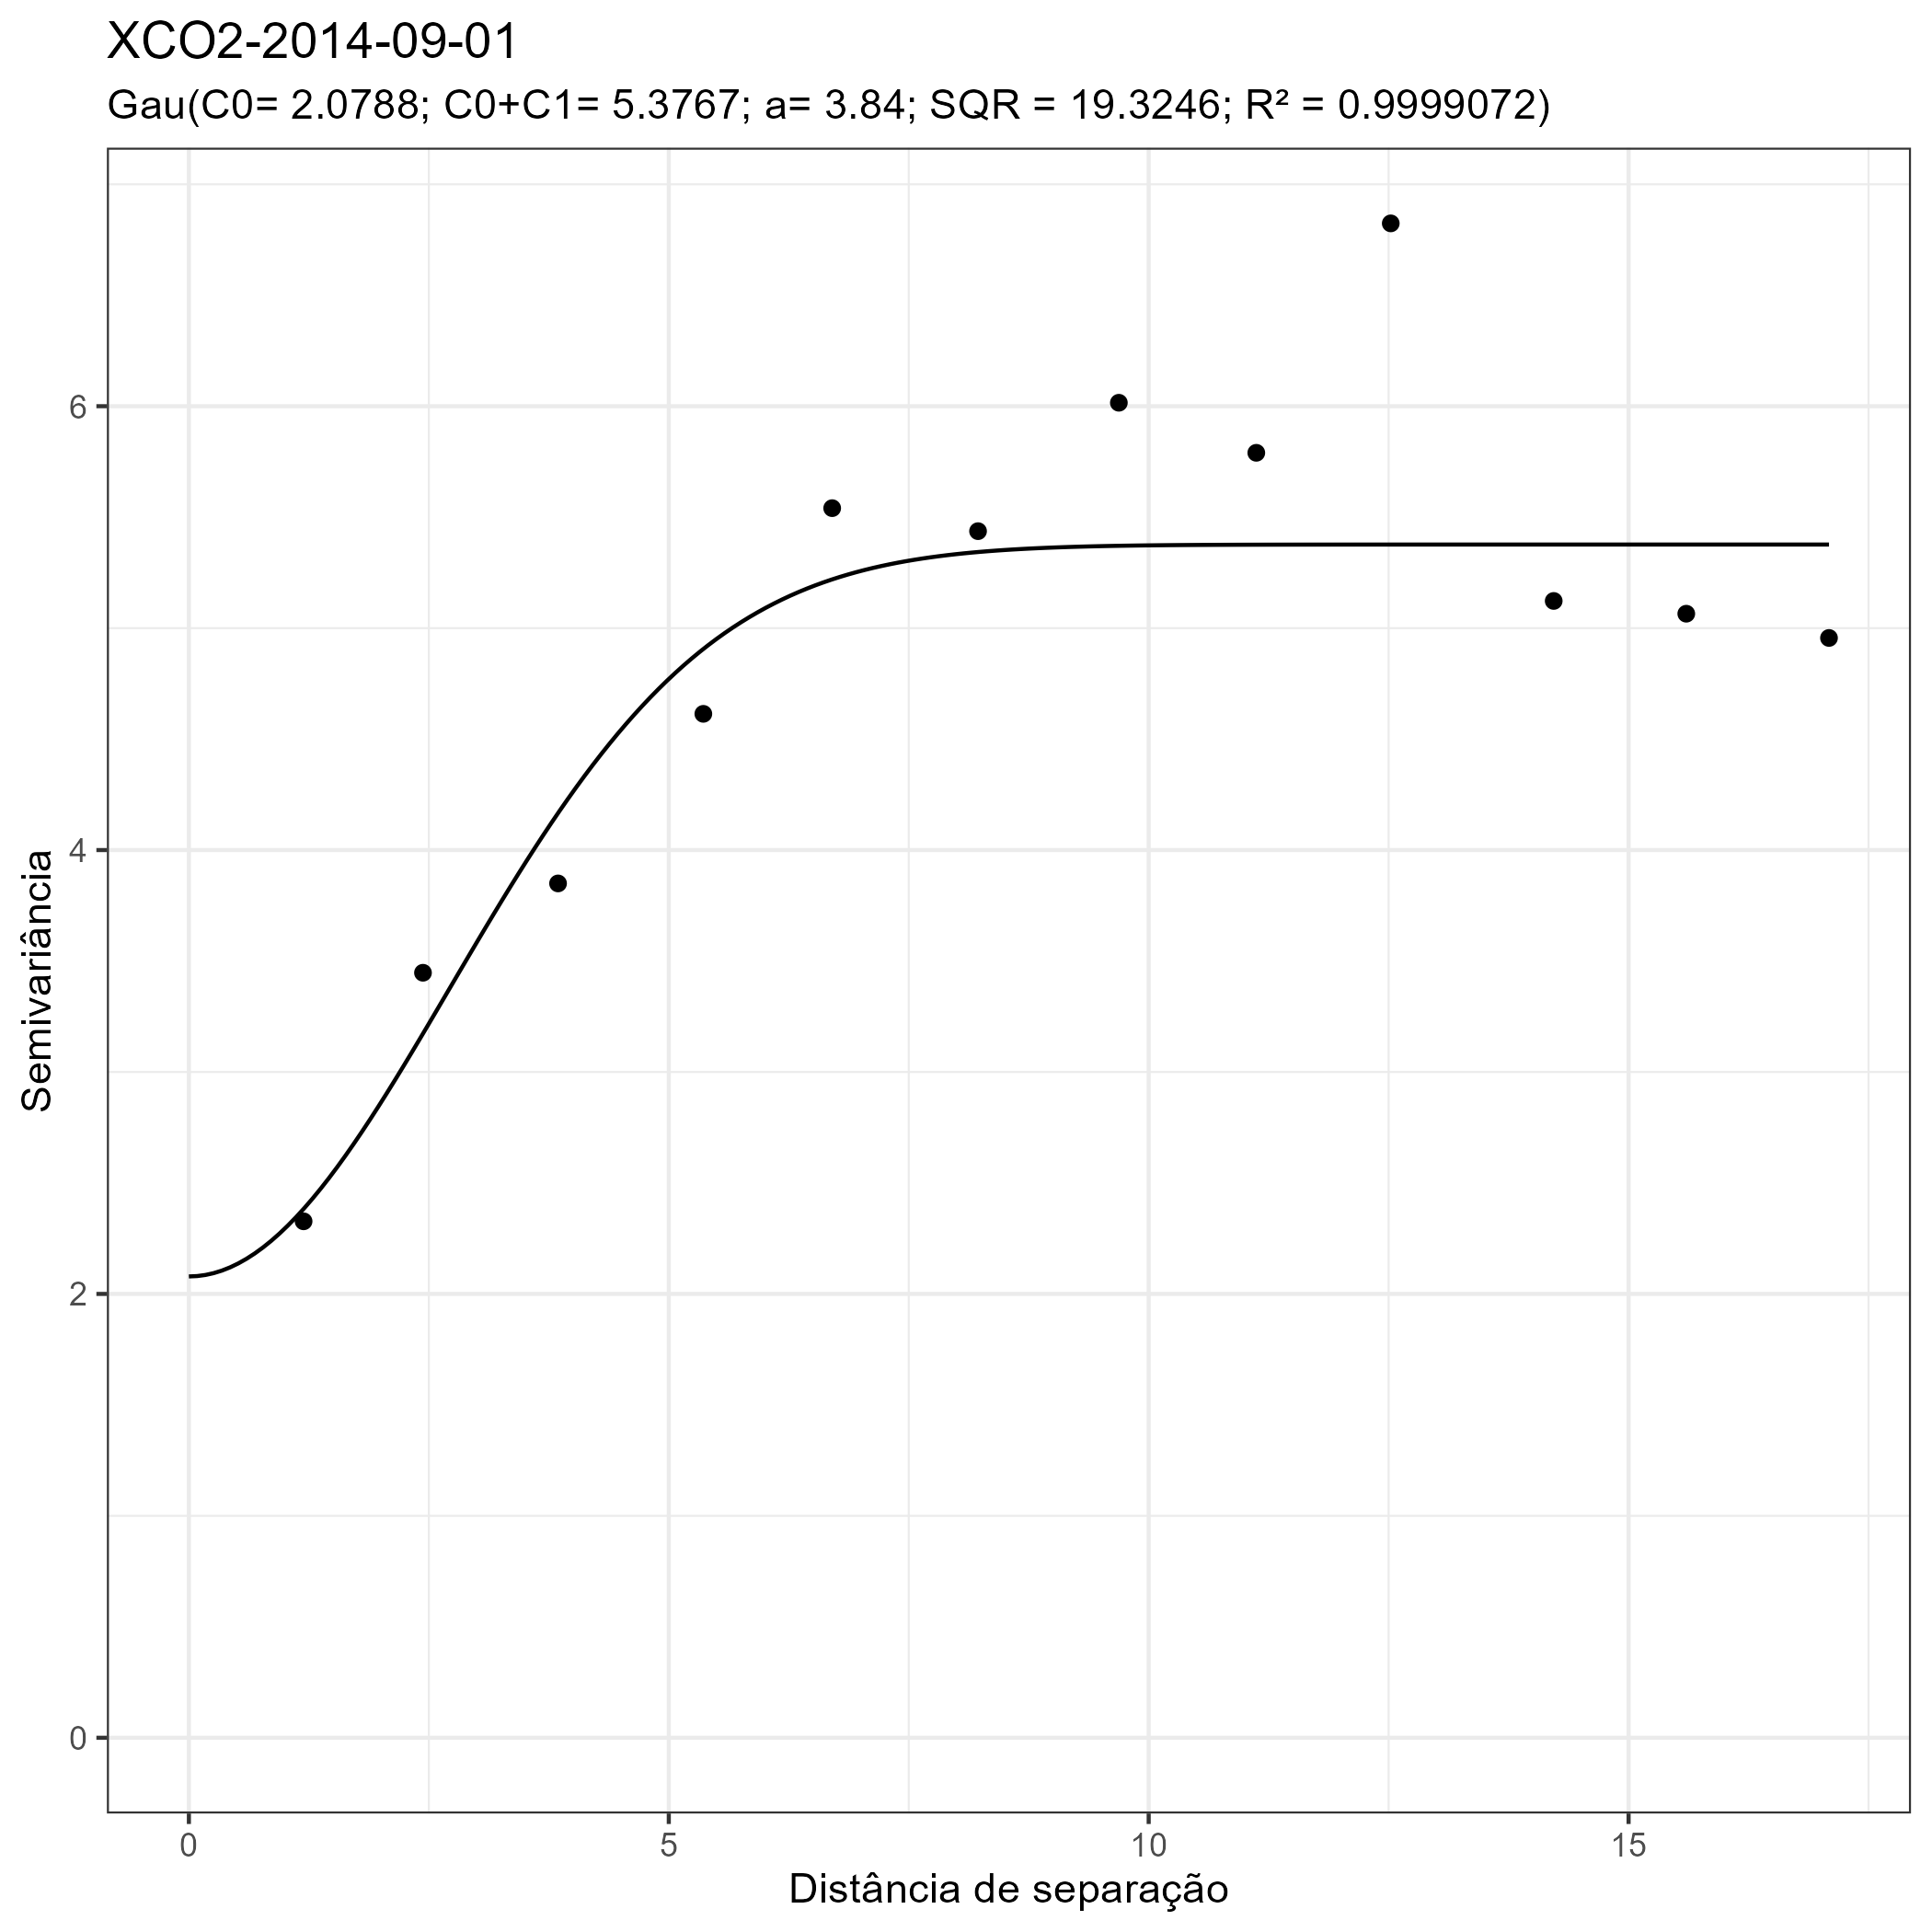 XCO2-2014-09-01
Gau(C0= 2.0788; C0+C1= 5.3767; a= 3.84; SQR = 19.3246; R² = 0.9999072)
Semivariância
6
4
2
0
0 5 10 15
Distância de separação